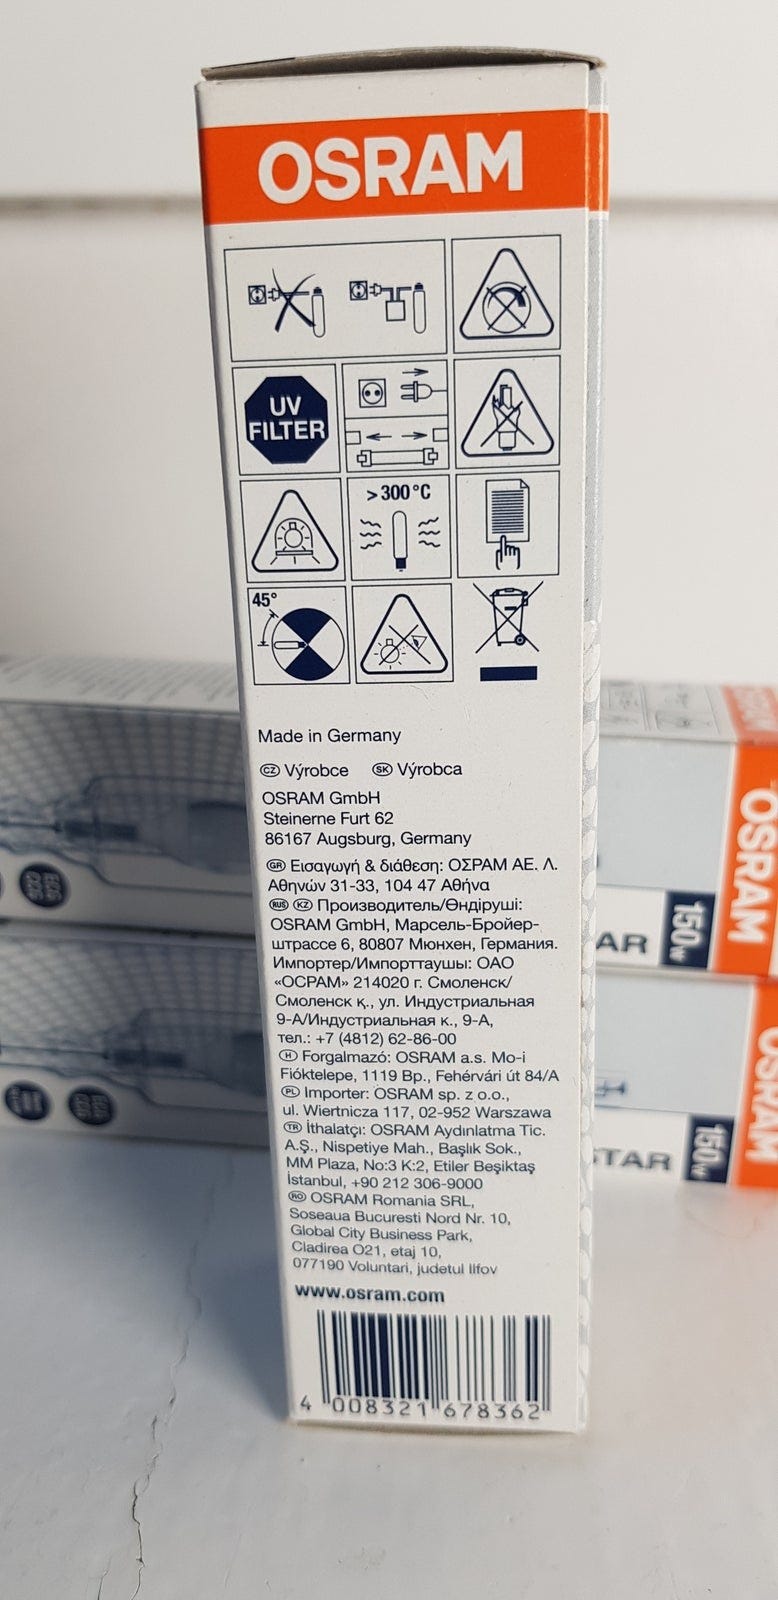 OSRAM
UV
FILTER
> 300 °C
45°
Made in Germany
CZ Výrobce SK Výrobca
OSRAM GmbH
Steinerne Furt 62
86167 Augsburg, Germany
GR Εισαγωγή & διάθεση: ΟΣΡΑΜ ΑΕ. Λ.
Αθηνών 31-33, 104 47 Αθήνα
RUS KZ Производитель/Өндіруші:
OSRAM GmbH, Марсель-Бройер-
штрассе 6, 80807 Мюнхен, Германия.
Импортер/Импорттаушы: ОАО
«ОСРАМ» 214020 г. Смоленск/
Смоленск қ., ул. Индустриальная
9-А/Индустриальная к., 9-А,
тел.: +7 (4812) 62-86-00
H Forgalmazó: OSRAM a.s. Mo-i
Fióktelepe, 1119 Bp., Fehérvári út 84/A
PL Importer: OSRAM sp. z o.o.,
ul. Wiertnicza 117, 02-952 Warszawa
TR İthalatçı: OSRAM Aydınlatma Tic.
A.Ş., Nispetiye Mah., Başlık Sok.,
MM Plaza, No:3 K:2, Etiler Beşiktaş
İstanbul, +90 212 306-9000
RO OSRAM Romania SRL,
Soseaua Bucuresti Nord Nr. 10,
Global City Business Park,
Cladirea O21, etaj 10,
077190 Voluntari, judetul Ilfov
www.osram.com
4 008321 678362
ECG
CCG
AR
150W
OSRAM
STAR
150W
OSRAM